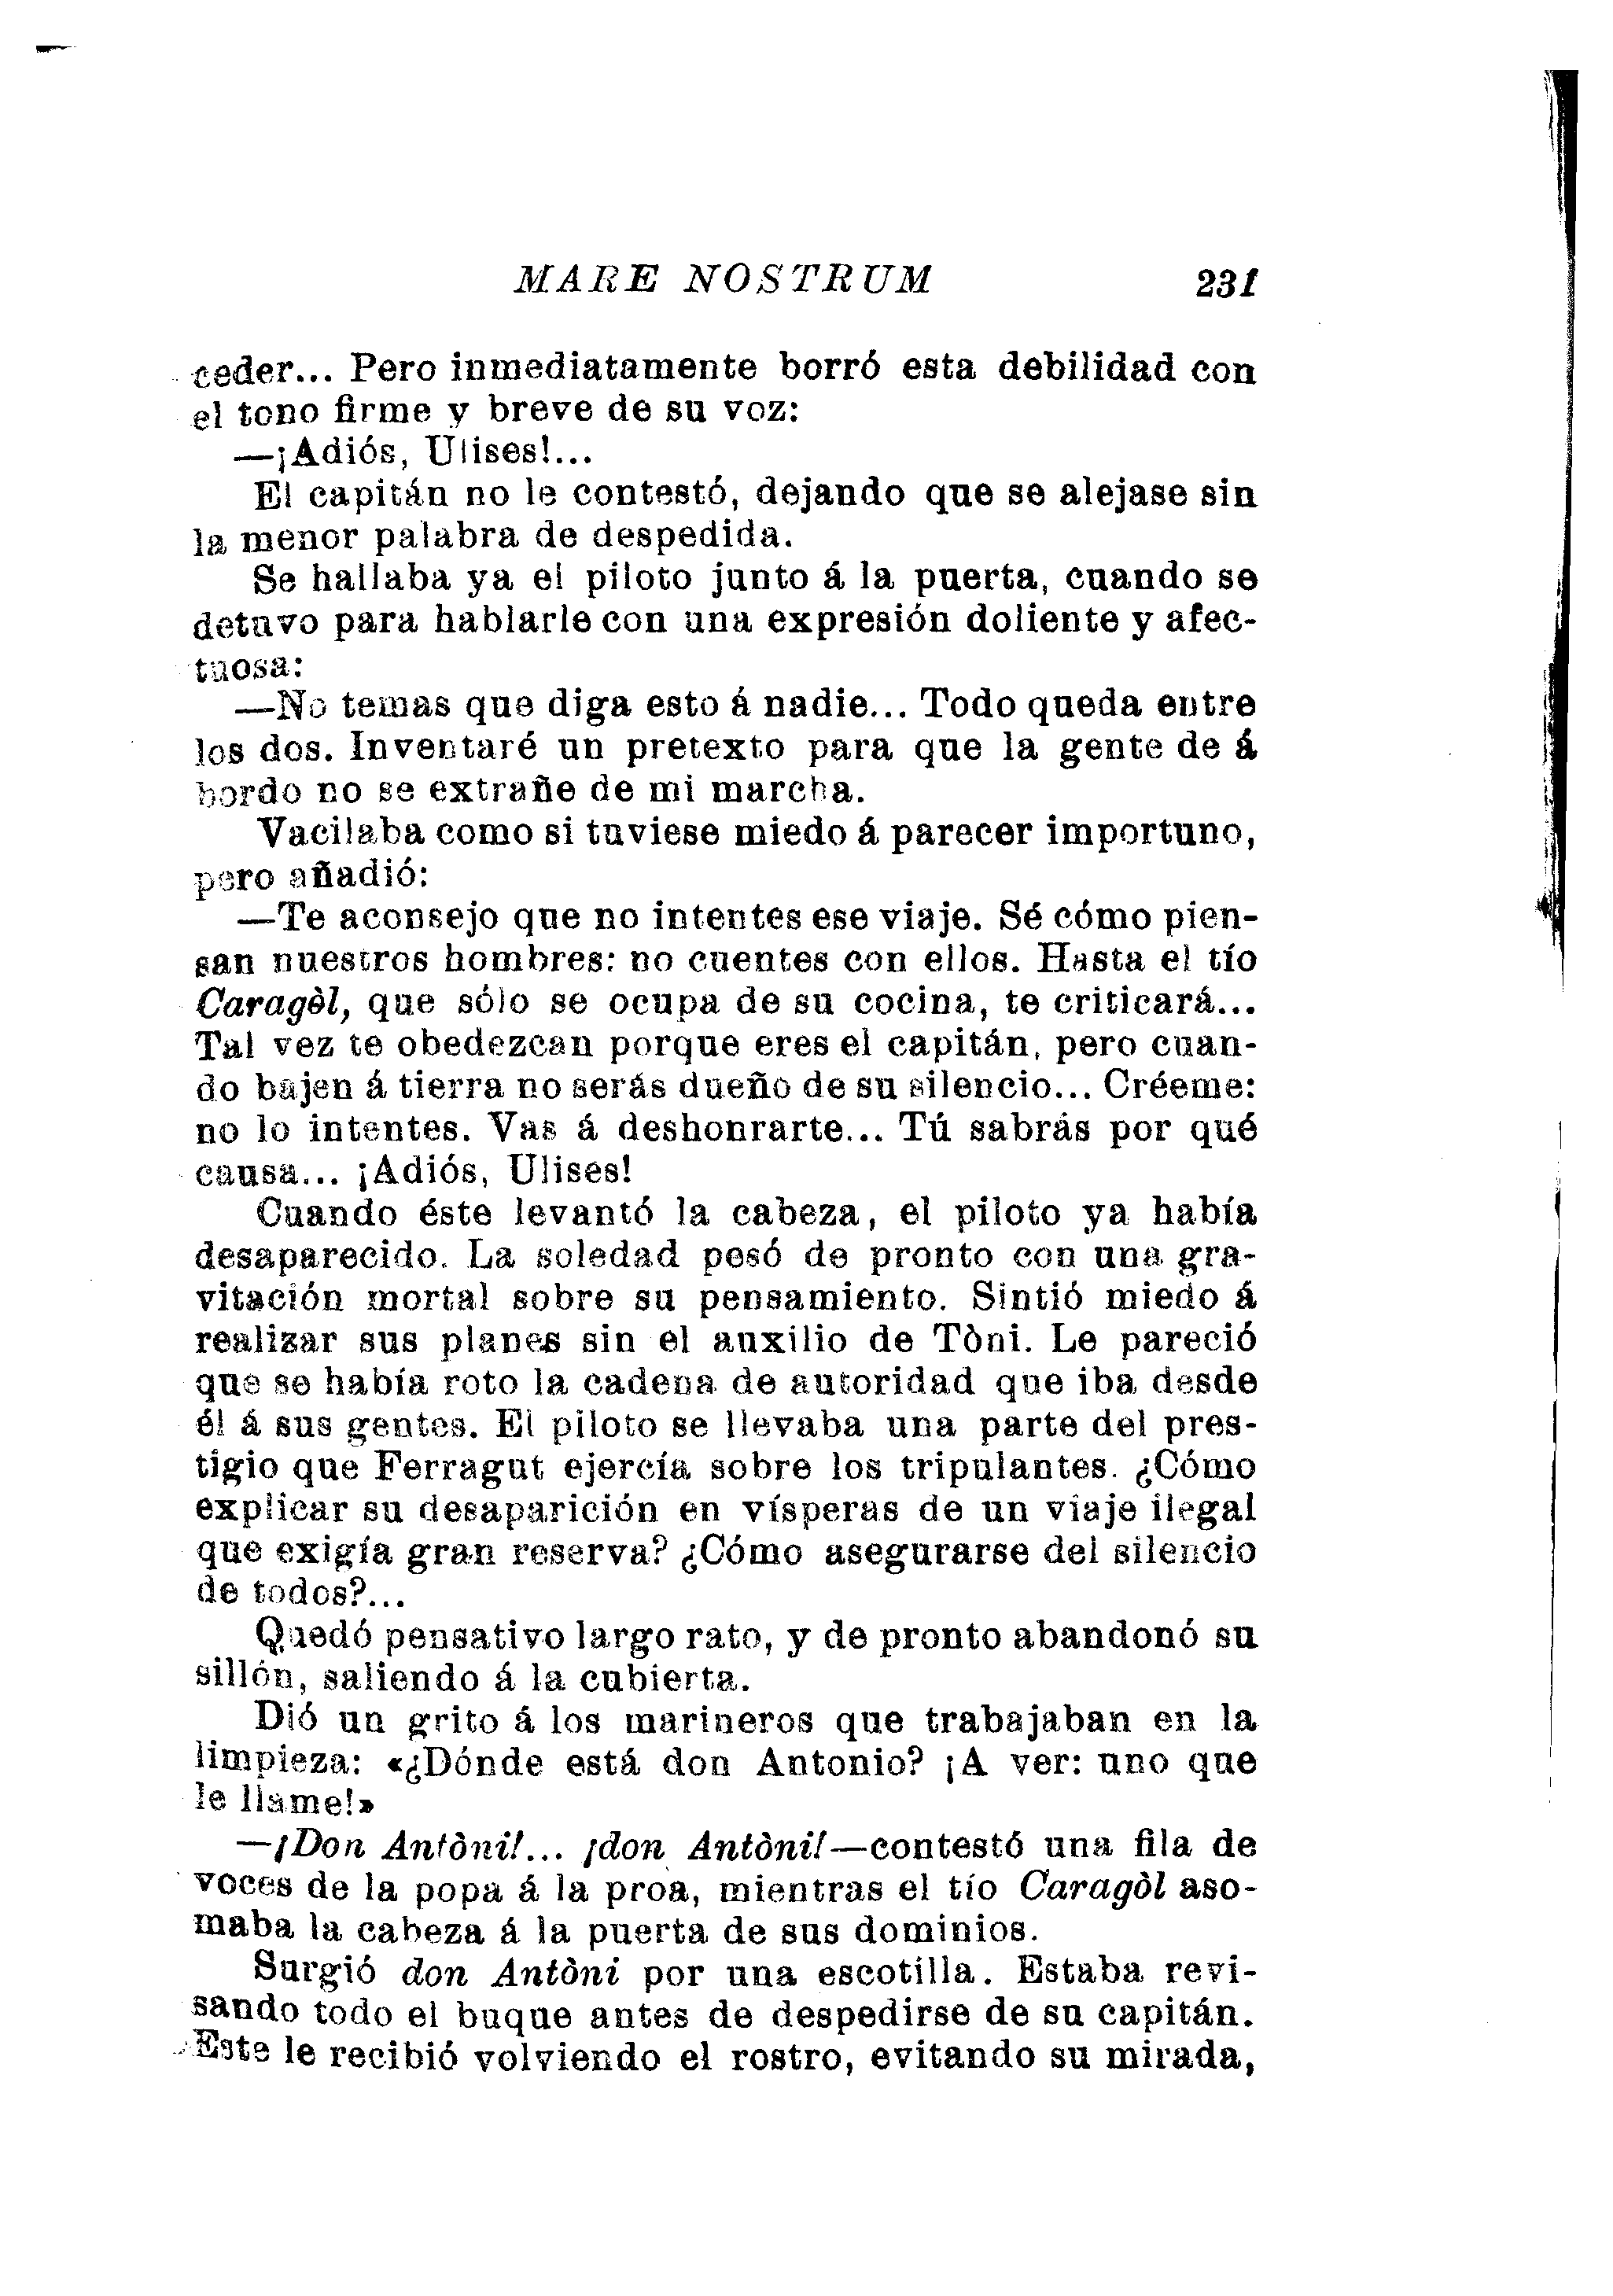 MARE NOSTRUM 231
ceder... Pero inmediatamente borró esta debilidad con
el tono firme y breve de su voz:
—¡Adiós, Ulises!...
El capitán no le contestó, dejando que se alejase sin
la menor palabra de despedida.
Se hallaba ya el piloto junto á la puerta, cuando se
detuvo para hablarle con una expresión doliente y afec-
tuosa:
—No temas que diga esto á nadie... Todo queda entre
los dos. Inventaré un pretexto para que la gente de á
bordo no se extrañe de mi marcha.
Vacilaba como si tuviese miedo á parecer importuno,
pero añadió:
—Te aconsejo que no intentes ese viaje. Sé cómo pien-
san nuestros hombres: no cuentes con ellos. Hasta el tío
Caragòl, que sólo se ocupa de su cocina, te criticará...
Tal vez te obedezcan porque eres el capitán, pero cuan-
do bajen á tierra no serás dueño de su silencio... Créeme:
no lo intentes. Vas á deshonrarte... Tú sabrás por qué
causa... ¡Adiós, Ulises!
Cuando éste levantó la cabeza, el piloto ya había
desaparecido. La soledad pesó de pronto con una gra-
vitación mortal sobre su pensamiento. Sintió miedo á
realizar sus planes sin el auxilio de Tòni. Le pareció
que se había roto la cadena de autoridad que iba desde
él á sus gentes. El piloto se llevaba una parte del pres-
tigio que Ferragut ejercía sobre los tripulantes. ¿Cómo
explicar su desaparición en vísperas de un viaje ilegal
que exigía gran reserva? ¿Cómo asegurarse del silencio
de todos?...
Quedó pensativo largo rato, y de pronto abandonó su
sillón, saliendo á la cubierta.
Dió un grito á los marineros que trabajaban en la
limpieza: «¿Dónde está don Antonio? ¡A ver: uno que
le llame!»
—¡Don Antòni!... ¡don Antòni!—contestó una fila de
voces de la popa á la proa, mientras el tío Caragòl aso-
maba la cabeza á la puerta de sus dominios.
Surgió don Antòni por una escotilla. Estaba revi-
sando todo el buque antes de despedirse de su capitán.
Este le recibió volviendo el rostro, evitando su mirada,